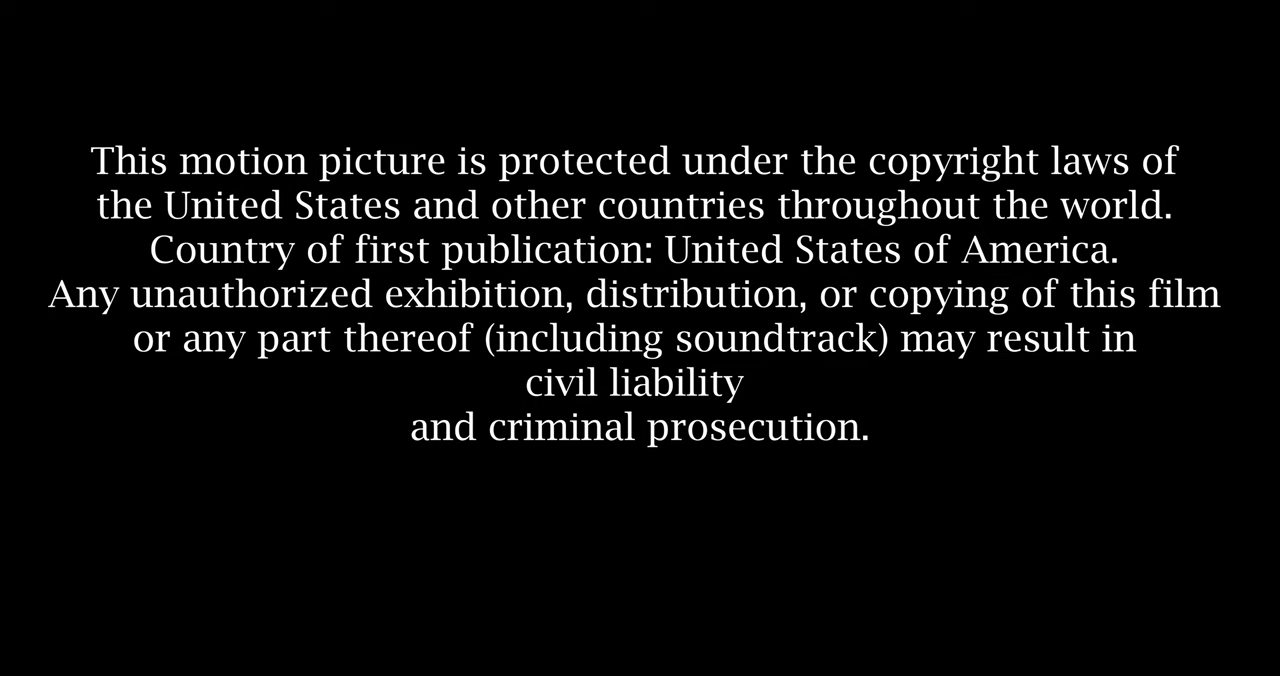 This motion picture is protected under the copyright laws of
the United States and other countries throughout the world.
Country of first publication: United States of America.
Any unauthorized exhibition, distribution, or copying of this film
or any part thereof (including soundtrack) may result in
civil liability
and criminal prosecution.